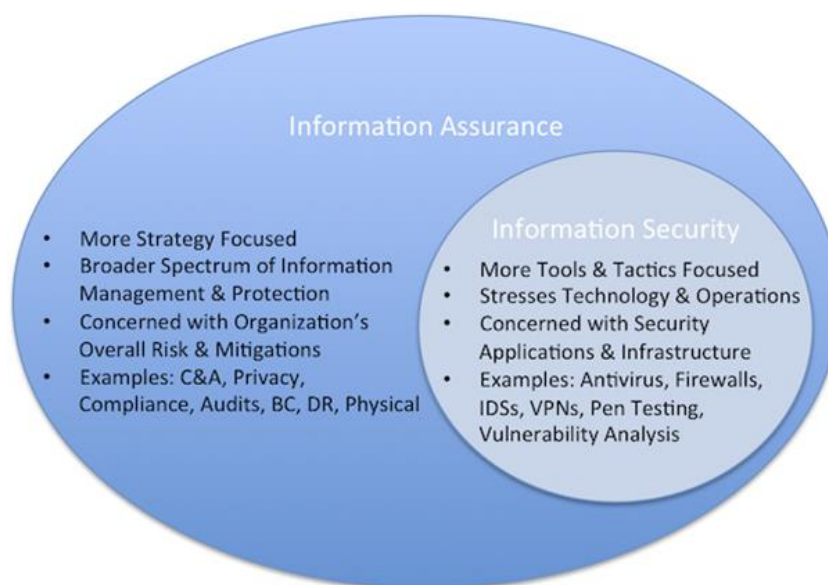 Information Assurance
• More Strategy Focused
• Broader Spectrum of Information
Management & Protection
• Concerned with Organization's
Overall Risk & Mitigations
• Examples: C&A, Privacy,
Compliance, Audits, BC, DR, Physical
Information Security
• More Tools & Tactics Focused
• Stresses Technology & Operations
• Concerned with Security
Applications & Infrastructure
• Examples: Antivirus, Firewalls,
IDSs, VPNs, Pen Testing,
Vulnerability Analysis